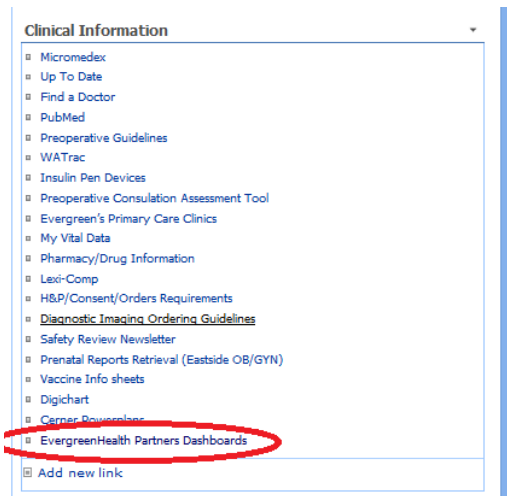 Clinical Information
Micromedex
Up To Date
Find a Doctor
PubMed
Preoperative Guidelines
WATrac
Insulin Pen Devices
Preoperative Consulation Assessment Tool
Evergreen's Primary Care Clinics
My Vital Data
Pharmacy/Drug Information
Lexi-Comp
H&P/Consent/Orders Requirements
Diagnostic Imaging Ordering Guidelines
Safety Review Newsletter
Prenatal Reports Retrieval (Eastside OB/GYN)
Vaccine Info sheets
Digichart
Cerner Powerplans
EvergreenHealth Partners Dashboards
Add new link